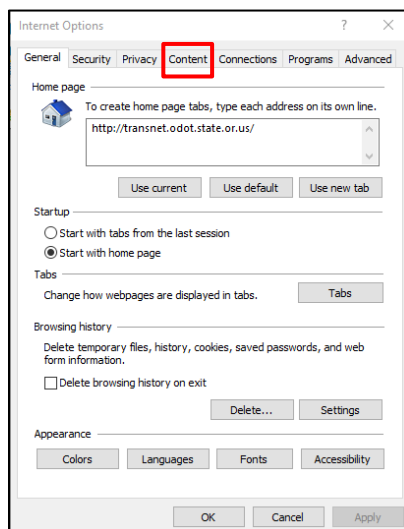 Internet Options ?
General Security Privacy Content Connections Programs Advanced
Home page
To create home page tabs, type each address on its own line.
http://transnet.odot.state.or.us/
Use current Use default Use new tab
Startup
Start with tabs from the last session
Start with home page
Tabs
Change how webpages are displayed in tabs. Tabs
Browsing history
Delete temporary files, history, cookies, saved passwords, and web
form information.
Delete browsing history on exit
Delete... Settings
Appearance
Colors Languages Fonts Accessibility
OK Cancel Apply